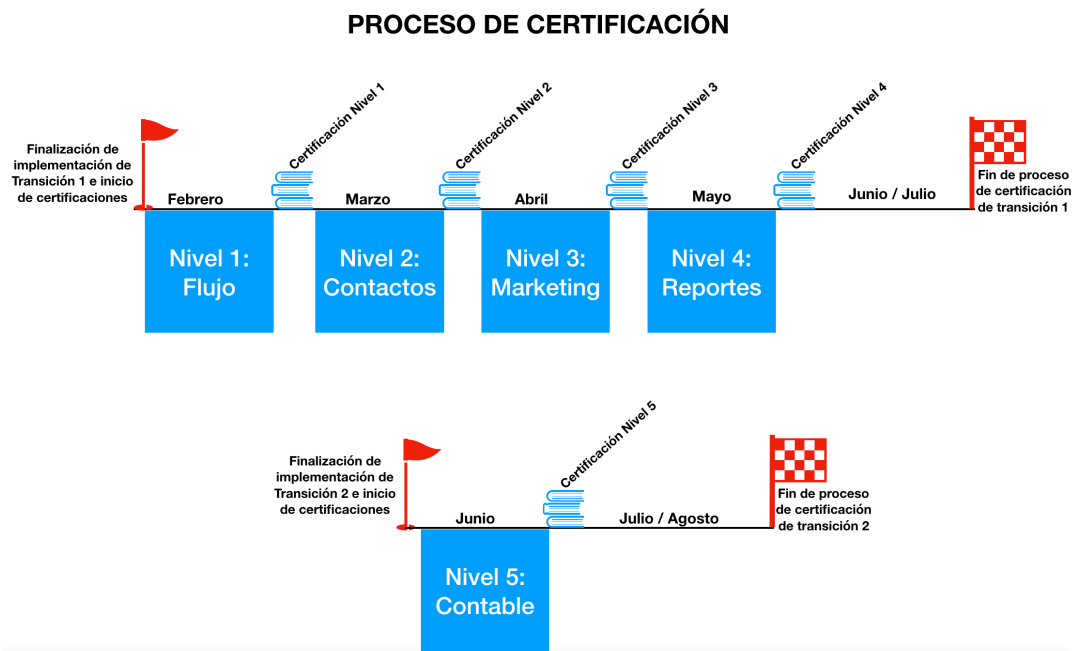 PROCESO DE CERTIFICACIÓN
Certificación Nivel 1
Certificación Nivel 2
Certificación Nivel 3
Certificación Nivel 4
Finalización de
implementación de
Transición 1 e inicio
de certificaciones
Febrero
Marzo
Abril
Mayo
Junio / Julio
Fin de proceso
de certificación
de transición 1
Nivel 1:
Flujo
Nivel 2:
Contactos
Nivel 3:
Marketing
Nivel 4:
Reportes
Certificación Nivel 5
Finalización de
implementación de
Transición 2 e inicio
de certificaciones
Junio
Julio / Agosto
Fin de proceso
de certificación
de transición 2
Nivel 5:
Contable